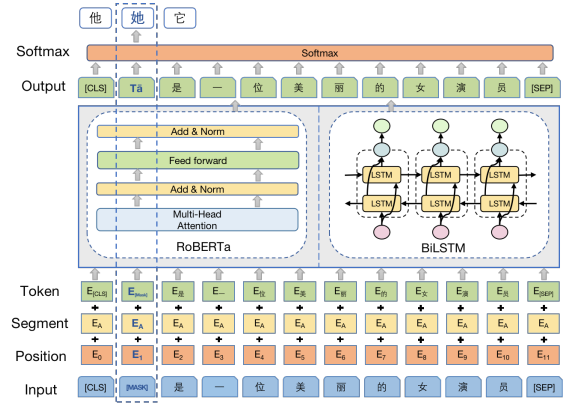 他 她 它
Softmax Softmax
Output [CLS] Tā 是 一 位 美 丽 的 女 演 员 [SEP]
Add & Norm
Feed forward
Add & Norm
Multi-Head
Attention
RoBERTa
LSTM LSTM LSTM
LSTM LSTM LSTM
BiLSTM
Token E[CLS] E[Mask] E是 E一 E位 E美 E丽 E的 E女 E演 E员 E[SEP]
+ + + + + + + + + + + +
Segment EA EA EA EA EA EA EA EA EA EA EA EA
+ + + + + + + + + + + +
Position E0 E1 E2 E3 E4 E5 E6 E7 E8 E9 E10 E11
Input [CLS] [MASK] 是 一 位 美 丽 的 女 演 员 [SEP]